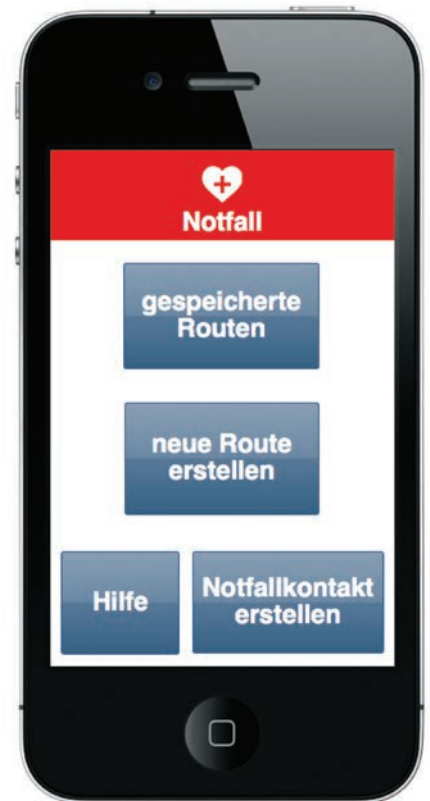 Notfall
gespeicherte
Routen
neue Route
erstellen
Hilfe
Notfallkontakt
erstellen